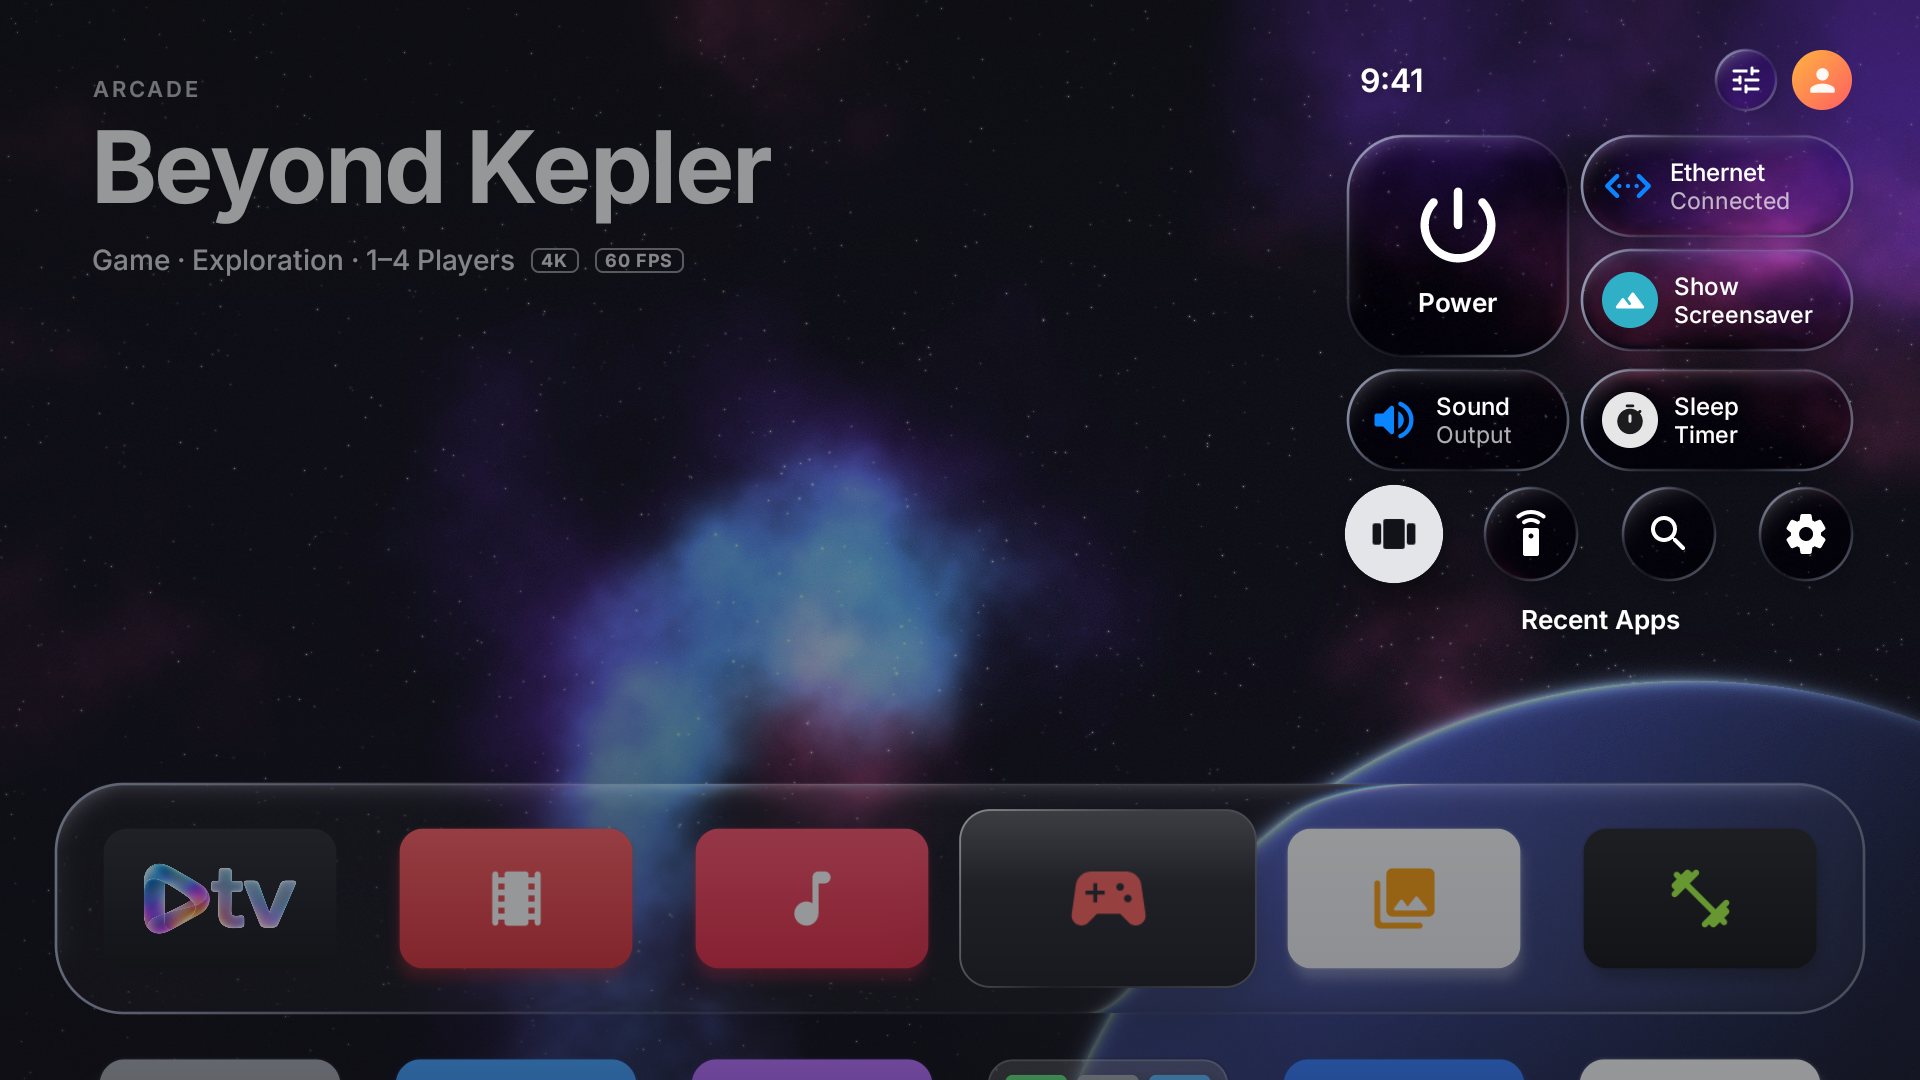 ARCADE
Beyond Kepler
Game · Exploration · 1–4 Players 4K 60 FPS
9:41
Power
Ethernet
Connected
Show
Screensaver
Sound
Output
Sleep
Timer
Recent Apps
tv